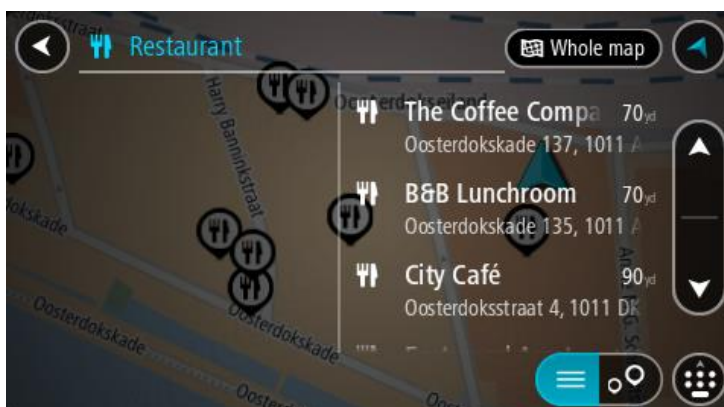 Restaurant
Whole map
Harry Banninkstraat
Oosterdokseiland
The Coffee Compa 70yd
Oosterdokskade 137, 1011 A
B&B Lunchroom 70yd
Oosterdokskade 135, 1011 A
City Café 90yd
Oosterdoksstraat 4, 1011 DK
Oosterdokskade
Oosterdokskade